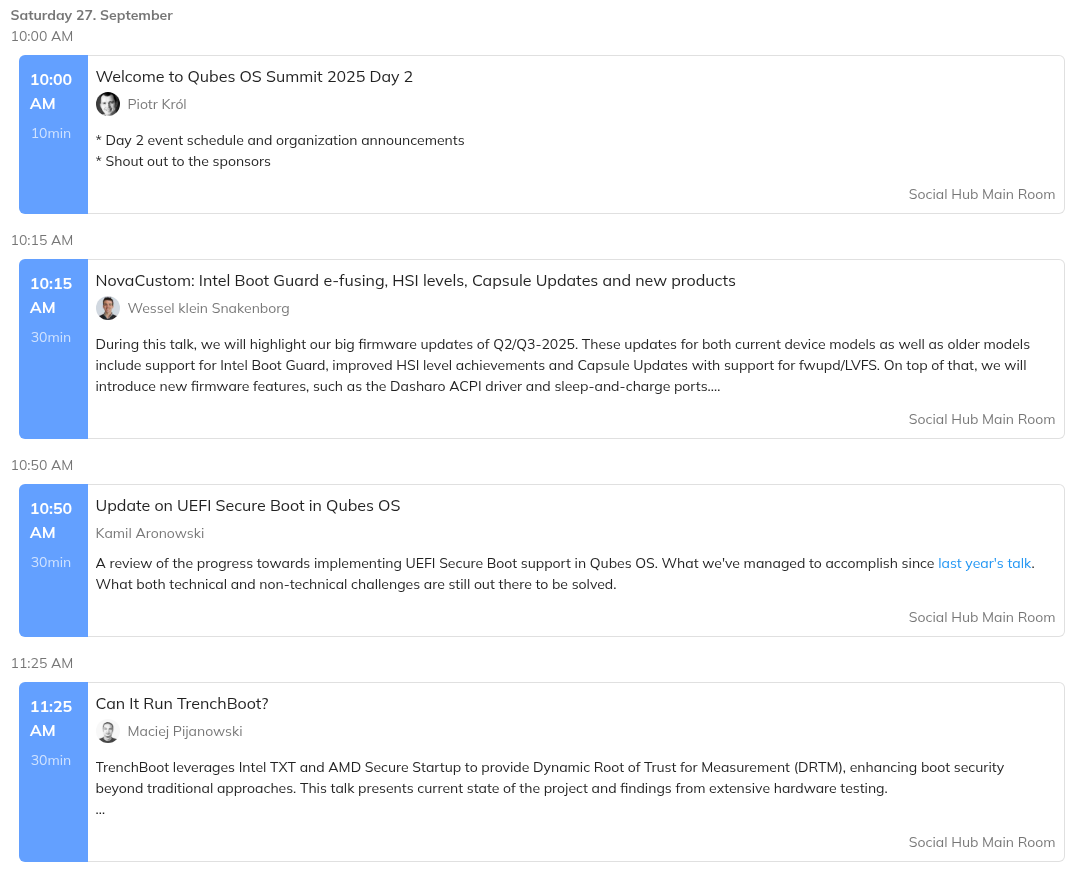 Saturday 27. September
10:00 AM
10:00
AM
10min
Welcome to Qubes OS Summit 2025 Day 2
Piotr Król
* Day 2 event schedule and organization announcements
* Shout out to the sponsors
Social Hub Main Room
10:15 AM
10:15
AM
30min
NovaCustom: Intel Boot Guard e-fusing, HSI levels, Capsule Updates and new products
Wessel klein Snakenborg
During this talk, we will highlight our big firmware updates of Q2/Q3-2025. These updates for both current device models as well as older models
include support for Intel Boot Guard, improved HSI level achievements and Capsule Updates with support for fwupd/LVFS. On top of that, we will
introduce new firmware features, such as the Dasharo ACPI driver and sleep-and-charge ports....
Social Hub Main Room
10:50 AM
10:50
AM
30min
Update on UEFI Secure Boot in Qubes OS
Kamil Aronowski
A review of the progress towards implementing UEFI Secure Boot support in Qubes OS. What we've managed to accomplish since last year's talk.
What both technical and non-technical challenges are still out there to be solved.
Social Hub Main Room
11:25 AM
11:25
AM
30min
Can It Run TrenchBoot?
Maciej Pijanowski
TrenchBoot leverages Intel TXT and AMD Secure Startup to provide Dynamic Root of Trust for Measurement (DRTM), enhancing boot security
beyond traditional approaches. This talk presents current state of the project and findings from extensive hardware testing.
...
Social Hub Main Room